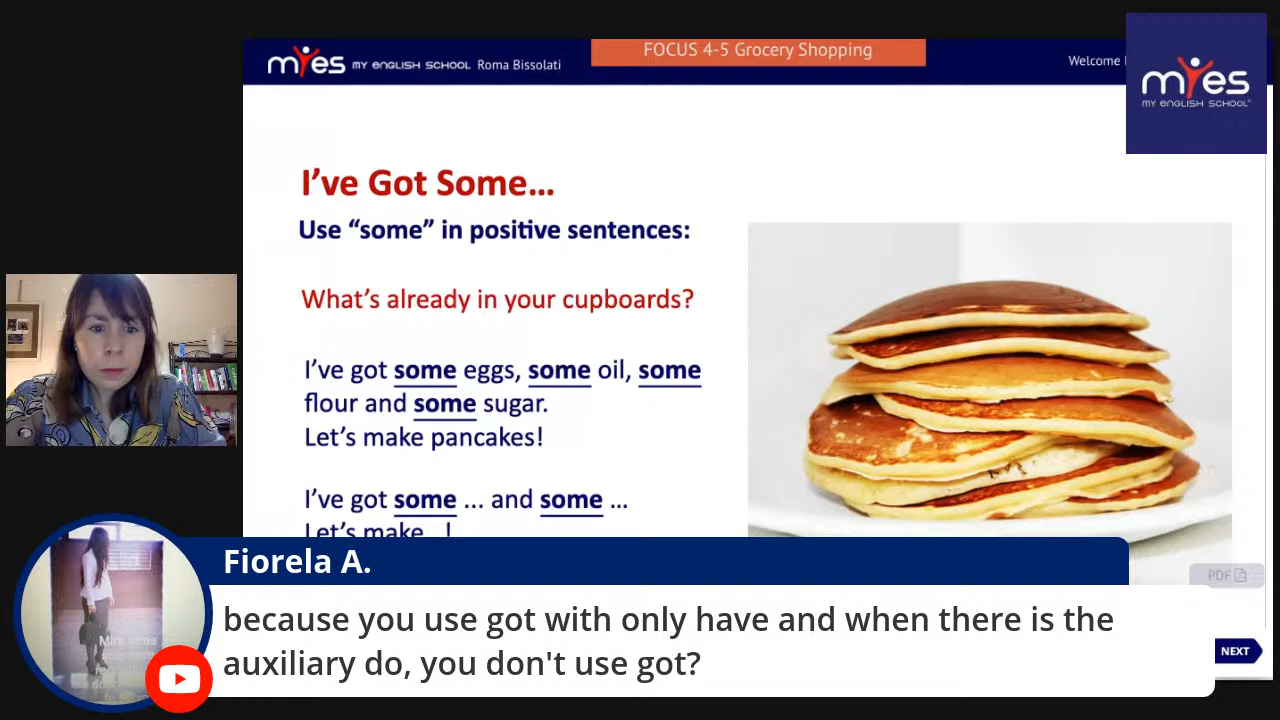 myes MY ENGLISH SCHOOL Roma Bissolati
FOCUS 4-5 Grocery Shopping
Welcome
myes
MY ENGLISH SCHOOL
I've Got Some...
Use "some" in positive sentences:
What's already in your cupboards?
I've got some eggs, some oil, some
flour and some sugar.
Let's make pancakes!
I've got some ... and some ...
Let's make ...!
PDF
NEXT
Fiorela A.
because you use got with only have and when there is the
auxiliary do, you don't use got?